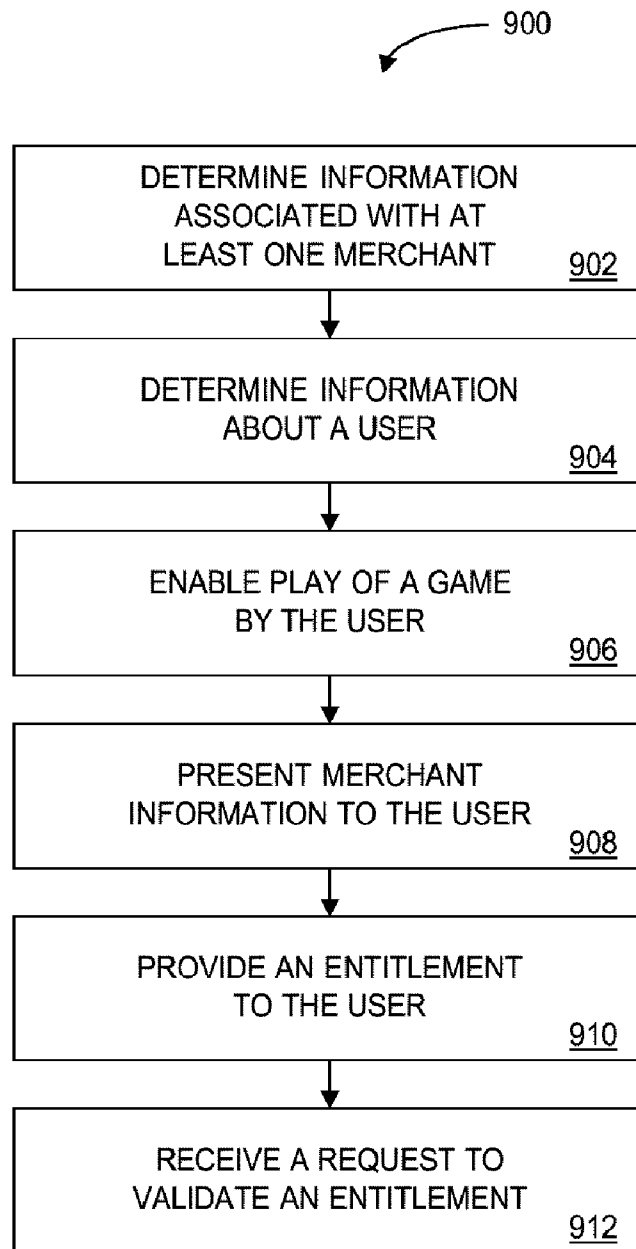 900
DETERMINE INFORMATION
ASSOCIATED WITH AT
LEAST ONE MERCHANT
902
DETERMINE INFORMATION
ABOUT A USER
904
ENABLE PLAY OF A GAME
BY THE USER
906
PRESENT MERCHANT
INFORMATION TO THE USER
908
PROVIDE AN ENTITLEMENT
TO THE USER
910
RECEIVE A REQUEST TO
VALIDATE AN ENTITLEMENT
912